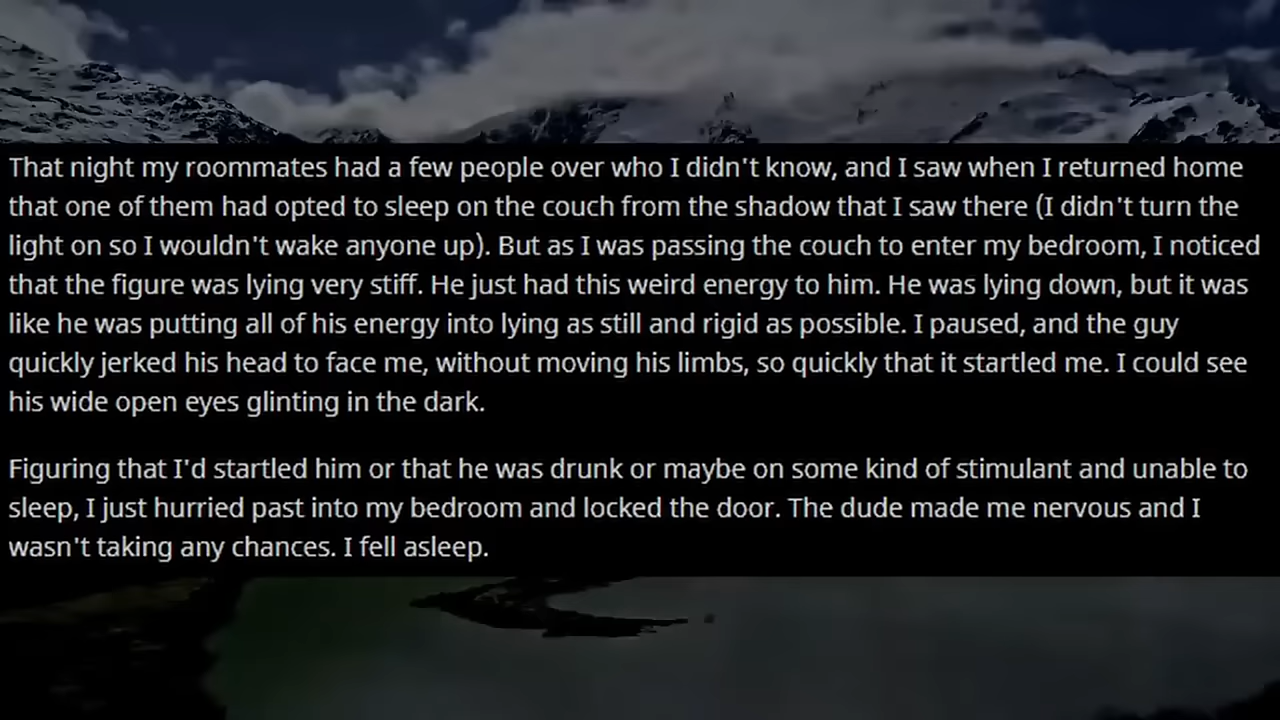 That night my roommates had a few people over who I didn't know, and I saw when I returned home
that one of them had opted to sleep on the couch from the shadow that I saw there (I didn't turn the
light on so I wouldn't wake anyone up). But as I was passing the couch to enter my bedroom, I noticed
that the figure was lying very stiff. He just had this weird energy to him. He was lying down, but it was
like he was putting all of his energy into lying as still and rigid as possible. I paused, and the guy
quickly jerked his head to face me, without moving his limbs, so quickly that it startled me. I could see
his wide open eyes glinting in the dark.
Figuring that I'd startled him or that he was drunk or maybe on some kind of stimulant and unable to
sleep, I just hurried past into my bedroom and locked the door. The dude made me nervous and I
wasn't taking any chances. I fell asleep.